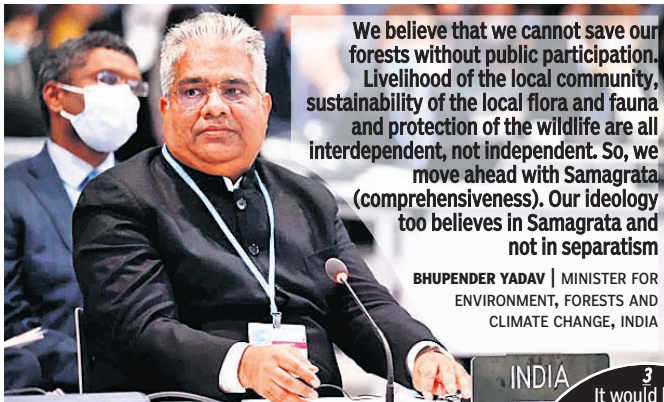 We believe that we cannot save our
forests without public participation.
Livelihood of the local community,
sustainability of the local flora and fauna
and protection of the wildlife are all
interdependent, not independent. So, we
move ahead with Samagrata
(comprehensiveness). Our ideology
too believes in Samagrata and
not in separatism
BHUPENDER YADAV | MINISTER FOR
ENVIRONMENT, FORESTS AND
CLIMATE CHANGE, INDIA
INDIA
3
It would